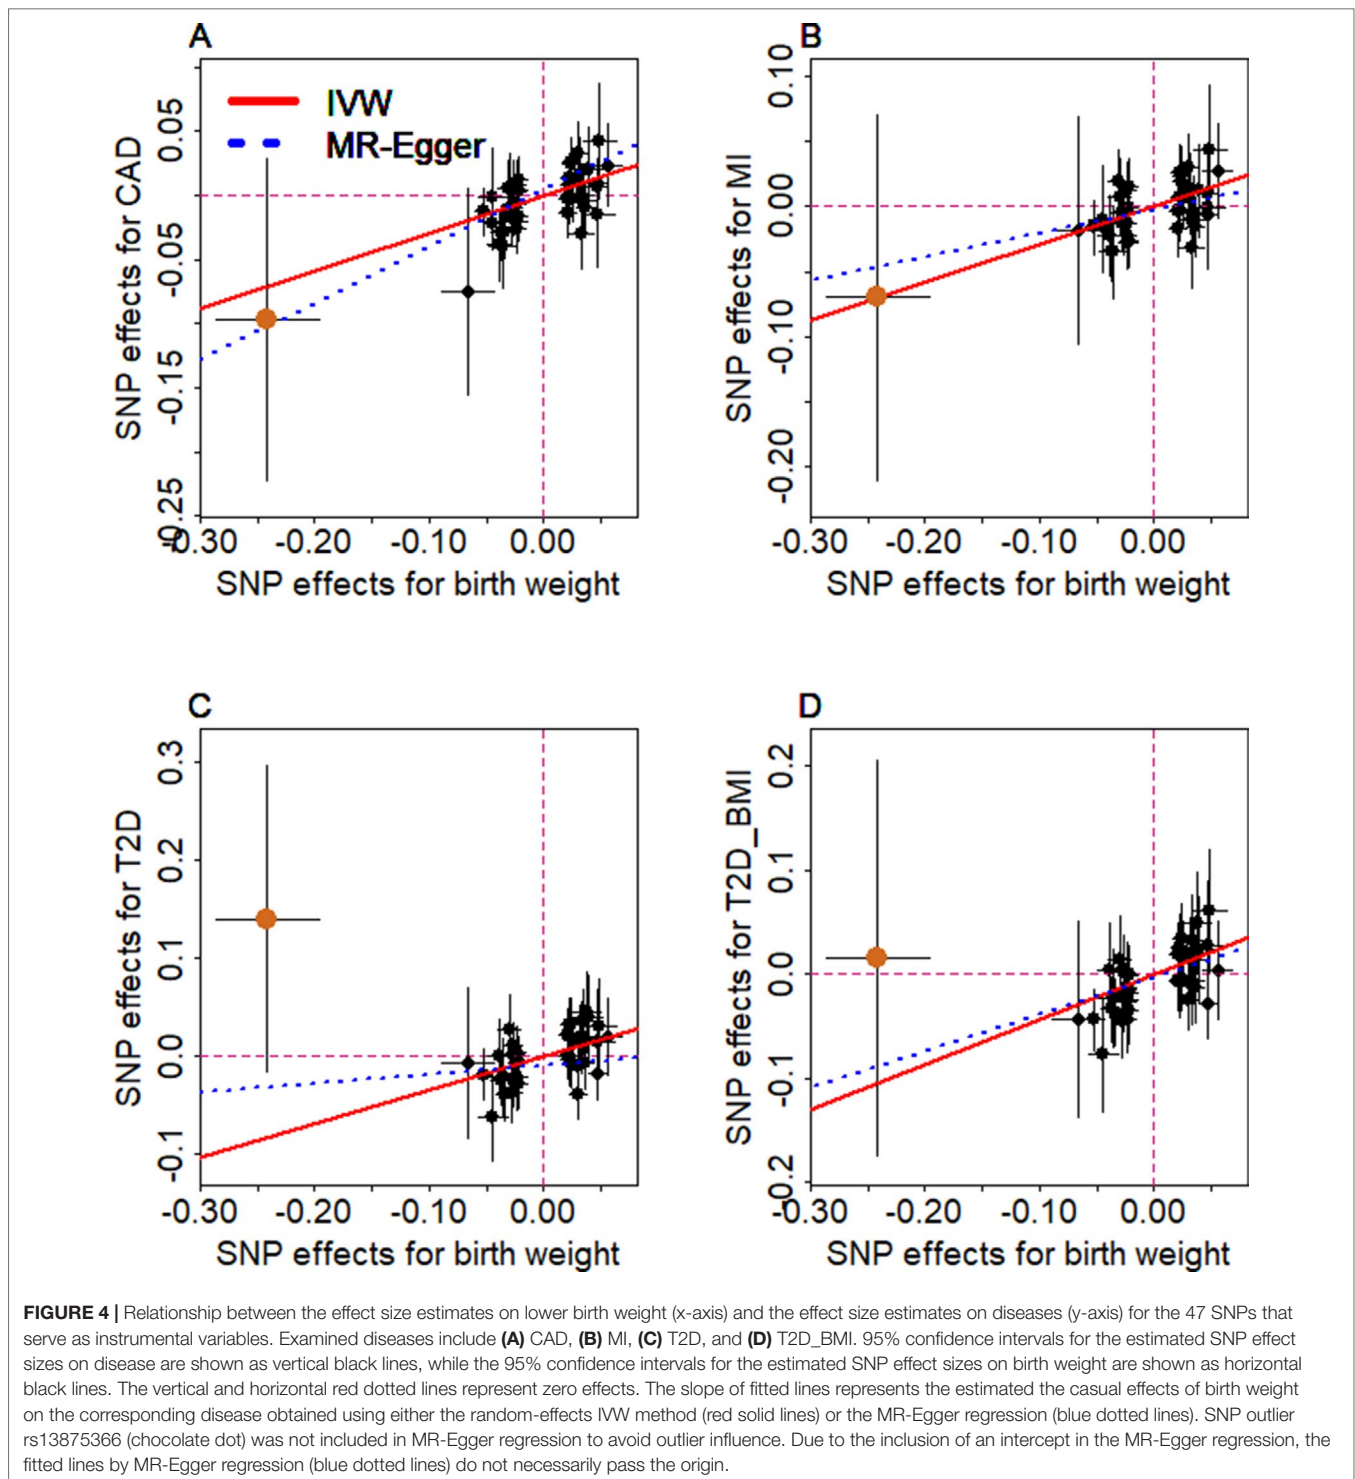 A
SNP effects for CAD
0.05
-0.05
-0.15
-0.25
IVW
MR-Egger
-0.30 -0.20 -0.10 0.00
SNP effects for birth weight
B
SNP effects for MI
0.10
0.00
-0.10
-0.20
-0.30 -0.20 -0.10 0.00
SNP effects for birth weight
C
SNP effects for T2D
0.3
0.2
0.1
0.0
-0.1
-0.30 -0.20 -0.10 0.00
SNP effects for birth weight
D
SNP effects for T2D_BMI
0.2
0.1
0.0
-0.1
-0.2
-0.30 -0.20 -0.10 0.00
SNP effects for birth weight
FIGURE 4 | Relationship between the effect size estimates on lower birth weight (x-axis) and the effect size estimates on diseases (y-axis) for the 47 SNPs that
serve as instrumental variables. Examined diseases include (A) CAD, (B) MI, (C) T2D, and (D) T2D_BMI. 95% confidence intervals for the estimated SNP effect
sizes on disease are shown as vertical black lines, while the 95% confidence intervals for the estimated SNP effect sizes on birth weight are shown as horizontal
black lines. The vertical and horizontal red dotted lines represent zero effects. The slope of fitted lines represents the estimated the casual effects of birth weight
on the corresponding disease obtained using either the random-effects IVW method (red solid lines) or the MR-Egger regression (blue dotted lines). SNP outlier
rs13875366 (chocolate dot) was not included in MR-Egger regression to avoid outlier influence. Due to the inclusion of an intercept in the MR-Egger regression, the
fitted lines by MR-Egger regression (blue dotted lines) do not necessarily pass the origin.